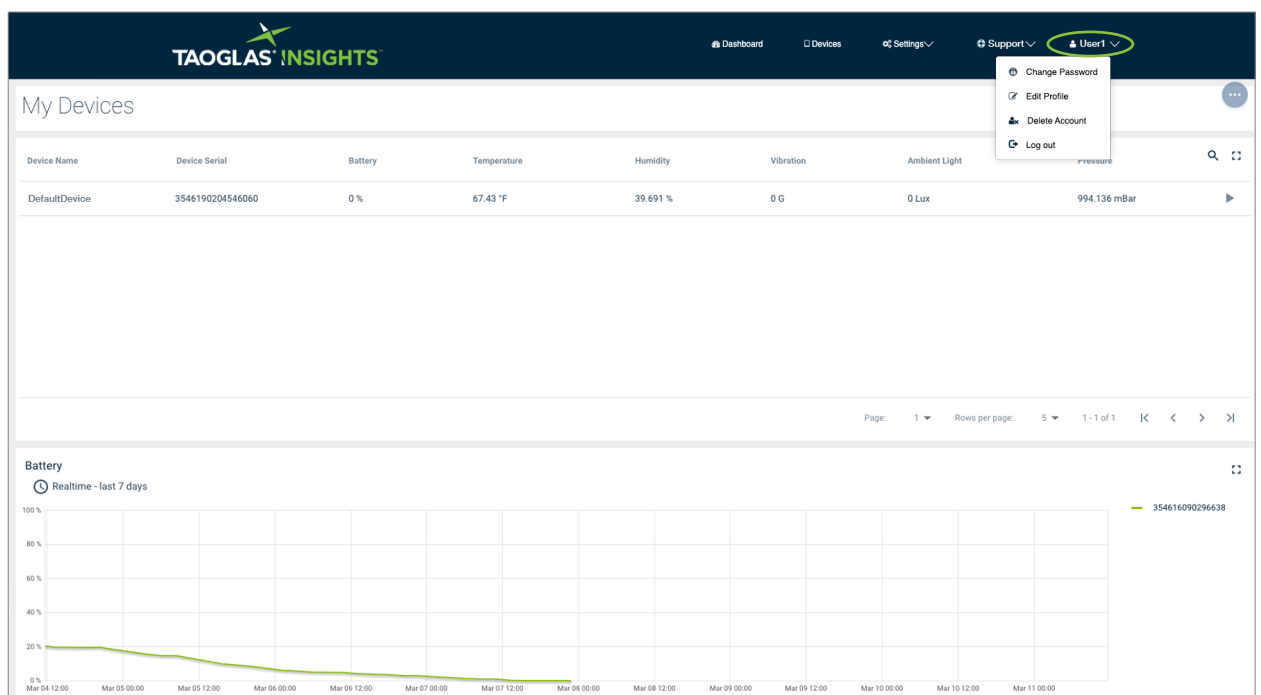 TAOGLAS INSIGHTS
Dashboard Devices Settings Support User1
Change Password
Edit Profile
Delete Account
Log out
My Devices
Device Name Device Serial Battery Temperature Humidity Vibration Ambient Light Pressure
DefaultDevice 3546190204546060 0 % 67.43 °F 39.691 % 0 G 0 Lux 994.136 mBar
Page: 1 Rows per page: 5 1 - 1 of 1
Battery
Realtime - last 7 days
354616090296638
100 %
80 %
60 %
40 %
20 %
0 %
Mar 04 12:00 Mar 05 00:00 Mar 05 12:00 Mar 06 00:00 Mar 06 12:00 Mar 07 00:00 Mar 07 12:00 Mar 08 00:00 Mar 08 12:00 Mar 09 00:00 Mar 09 12:00 Mar 10 00:00 Mar 10 12:00 Mar 11 00:00